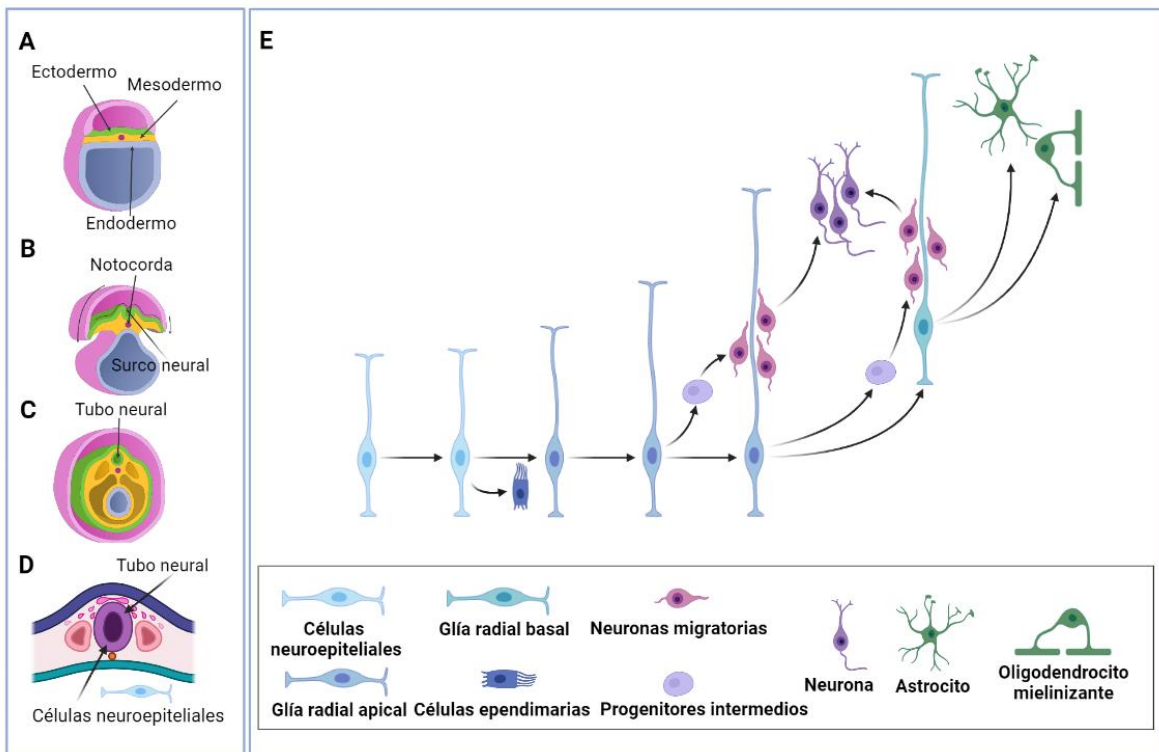 A
Ectodermo
Mesodermo
Endodermo
B
Notocorda
Surco neural
C
Tubo neural
D
Tubo neural
Células neuroepiteliales
E
Células
neuroepiteliales
Glía radial basal
Neuronas migratorias
Glía radial apical
Células ependimarias
Progenitores intermedios
Neurona
Astrocito
Oligodendrocito
mielinizante